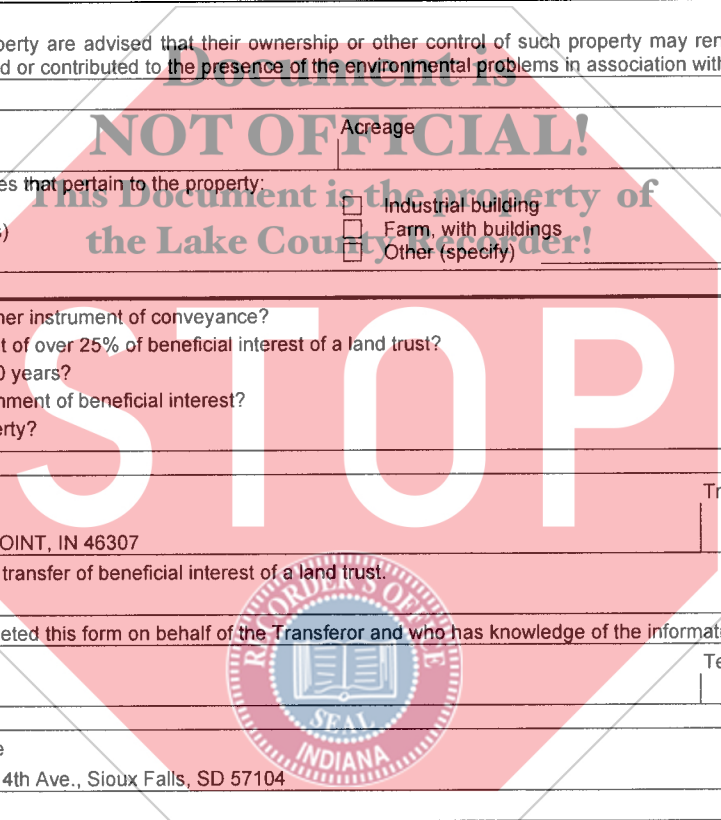 perty are advised that their ownership or other control of such property may ren
d or contributed to the presence of the environmental problems in association wit
Document is
NOT OFFICIAL!
Acreage
es that pertain to the property:
This Document is the property of
Industrial building
s)
Farm, with buildings
the Lake County Recorder!
Other (specify)
her instrument of conveyance?
STOP
t of over 25% of beneficial interest of a land trust?
0 years?
nment of beneficial interest?
erty?
Tr
OINT, IN 46307
transfer of beneficial interest of a land trust.
RECORDER'S OFFICE
eted this form on behalf of the Transferor and who has knowledge of the informat
Te
SEAL
INDIANA
e
4th Ave., Sioux Falls, SD 57104